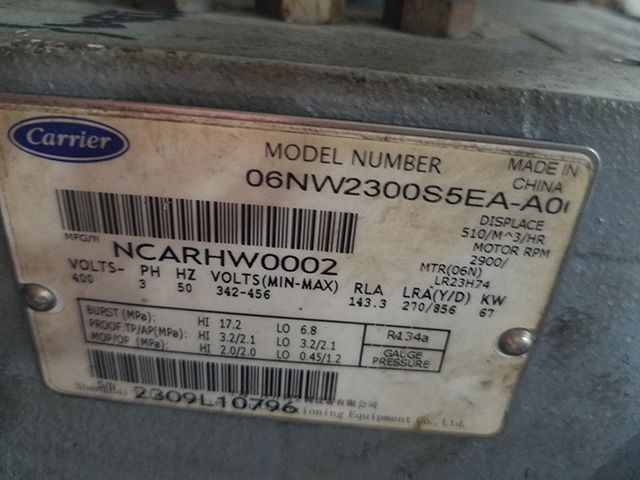 Carrier
MODEL NUMBER
MADE IN
CHINA
06NW2300S5EA-A0
DISPLACE
510/M^3/HR
MOTOR RPM
2900/
MFG/N
NCARHW0002
MTR(06N)
LR23H74
VOLTS- PH HZ VOLTS(MIN-MAX) RLA LRA(Y/D) KW
400 3 50 342-456 143.3 270/856 67
BURST (MPa): HI 17.2 LO 6.8
PROOF.TP/AP(MPa): HI 3.2/2.1 LO 3.2/2.1
MOP/OP (MPa): HI 2.0/2.0 LO 0.45/1.2
R134a
GAUGE
PRESSURE
S/N
2309L10796
Shanghai
Equipment Co., Ltd.